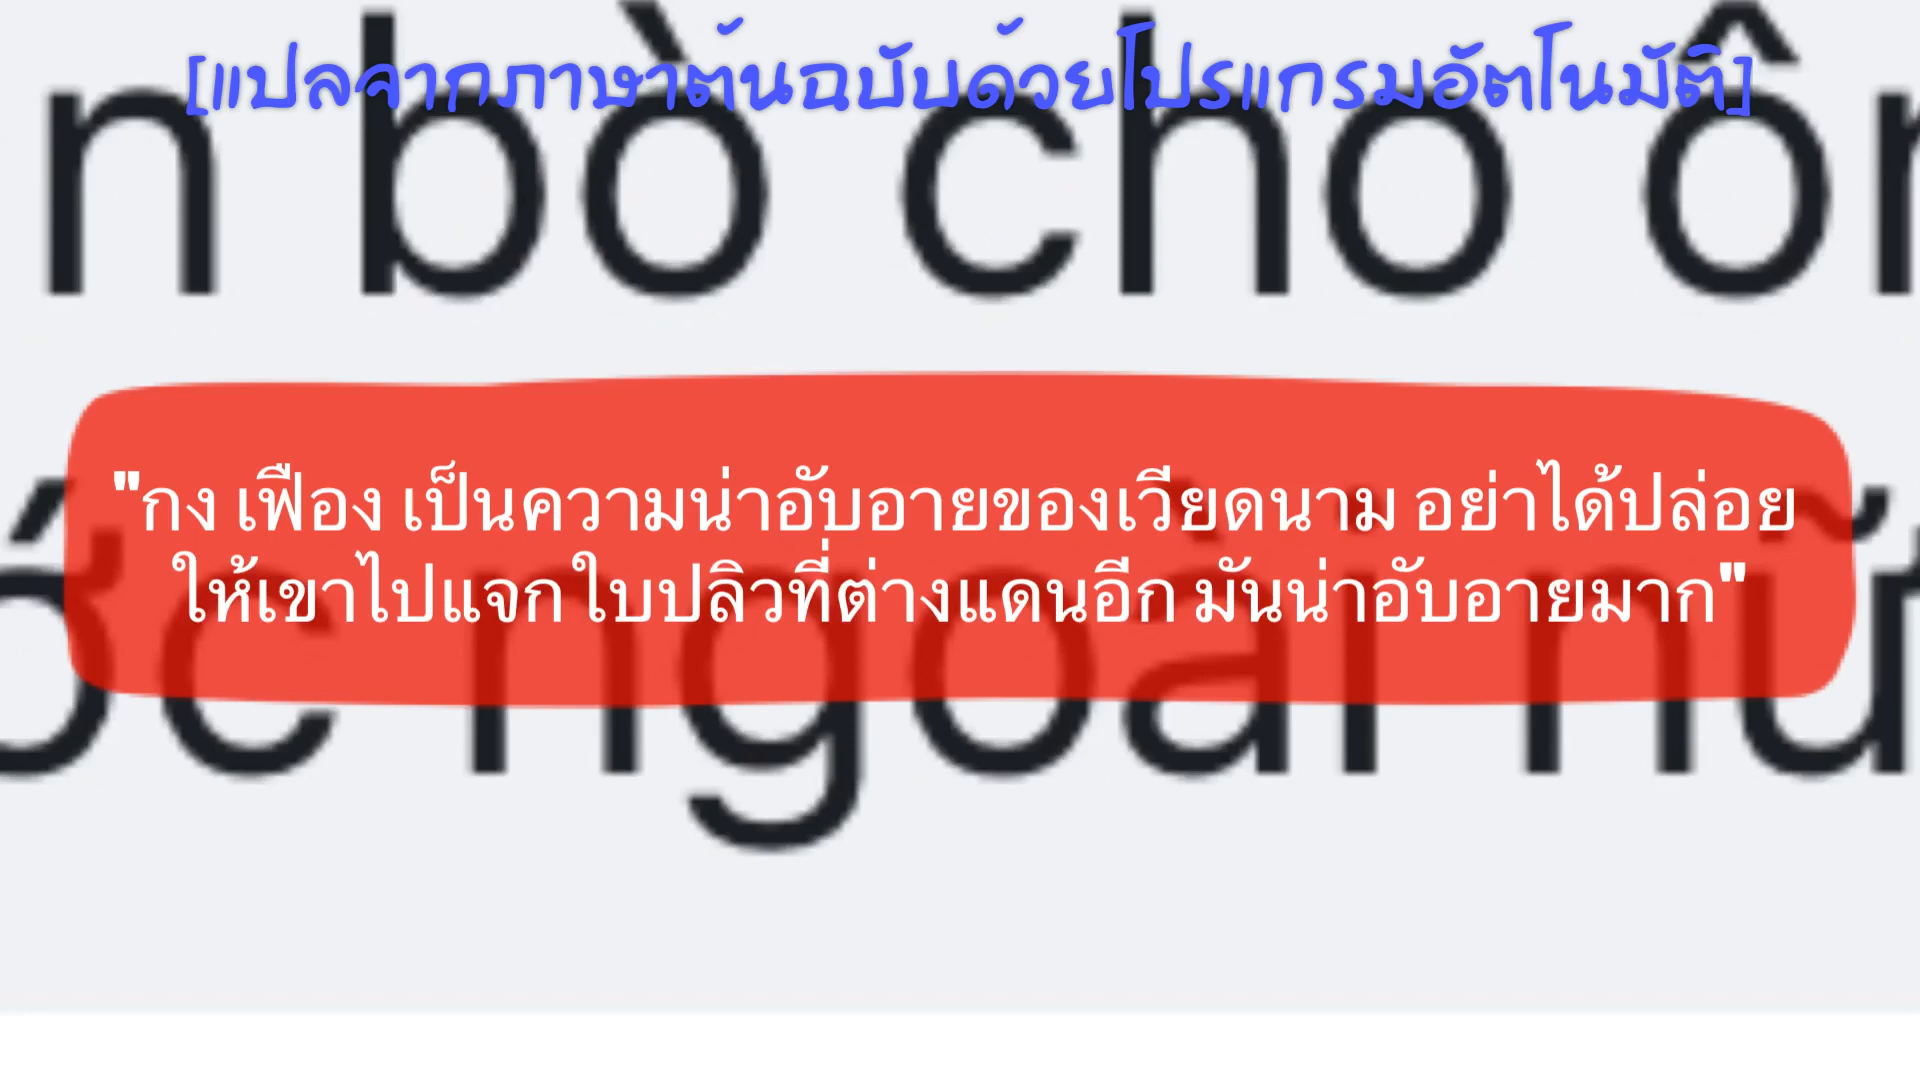 [แปลจากภาษาต้นฉบับด้วยโปรแกรมอัตโนมัติ]
n bò cho ôn
"กง เฟือง เป็นความน่าอับอายของเวียดนาม อย่าได้ปล่อย
ให้เขาไปแจกใบปลิวที่ต่างแดนอีก มันน่าอับอายมาก"
ớc ngoài nữ